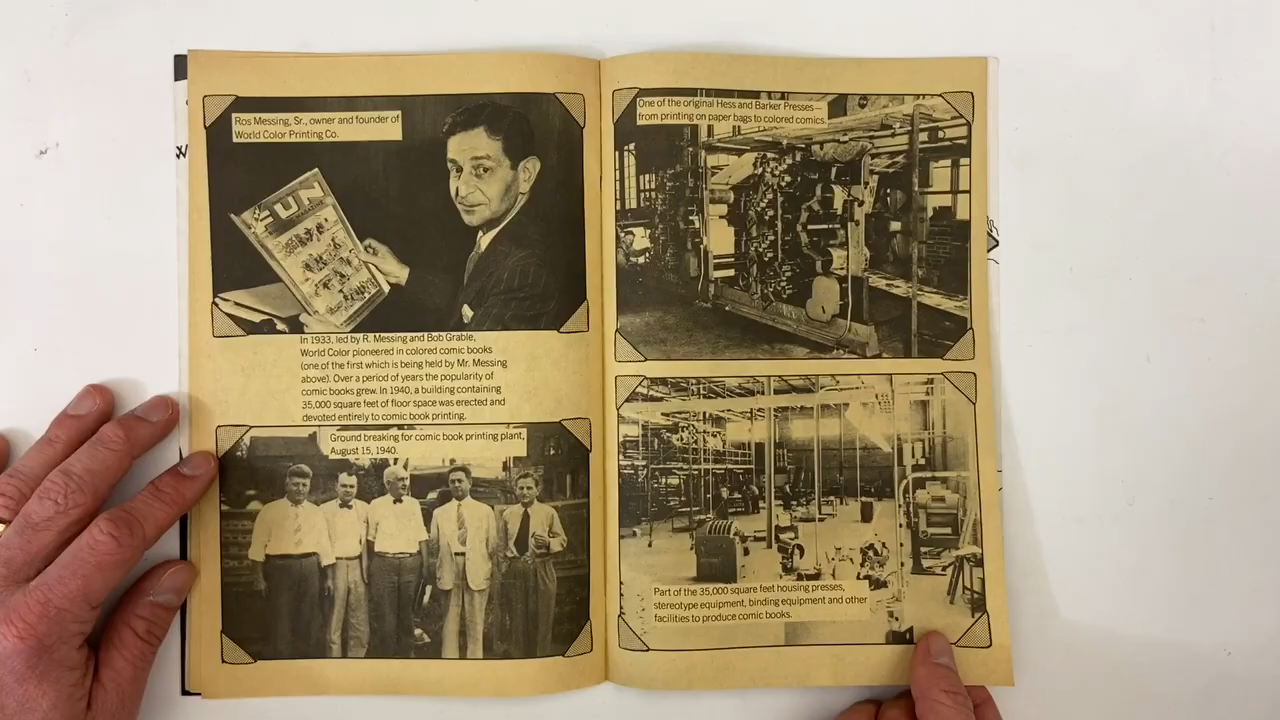 Ros Messing, Sr., owner and founder of
World Color Printing Co.
FUN
MAGAZINE
In 1933, led by R. Messing and Bob Grable,
World Color pioneered in colored comic books
(one of the first which is being held by Mr. Messing
above). Over a period of years the popularity of
comic books grew. In 1940, a building containing
35,000 square feet of floor space was erected and
devoted entirely to comic book printing.
Ground breaking for comic book printing plant,
August 15, 1940.
One of the original Hess and Barker Presses—
from printing on paper bags to colored comics.
Part of the 35,000 square feet housing presses,
stereotype equipment, binding equipment and other
facilities to produce comic books.